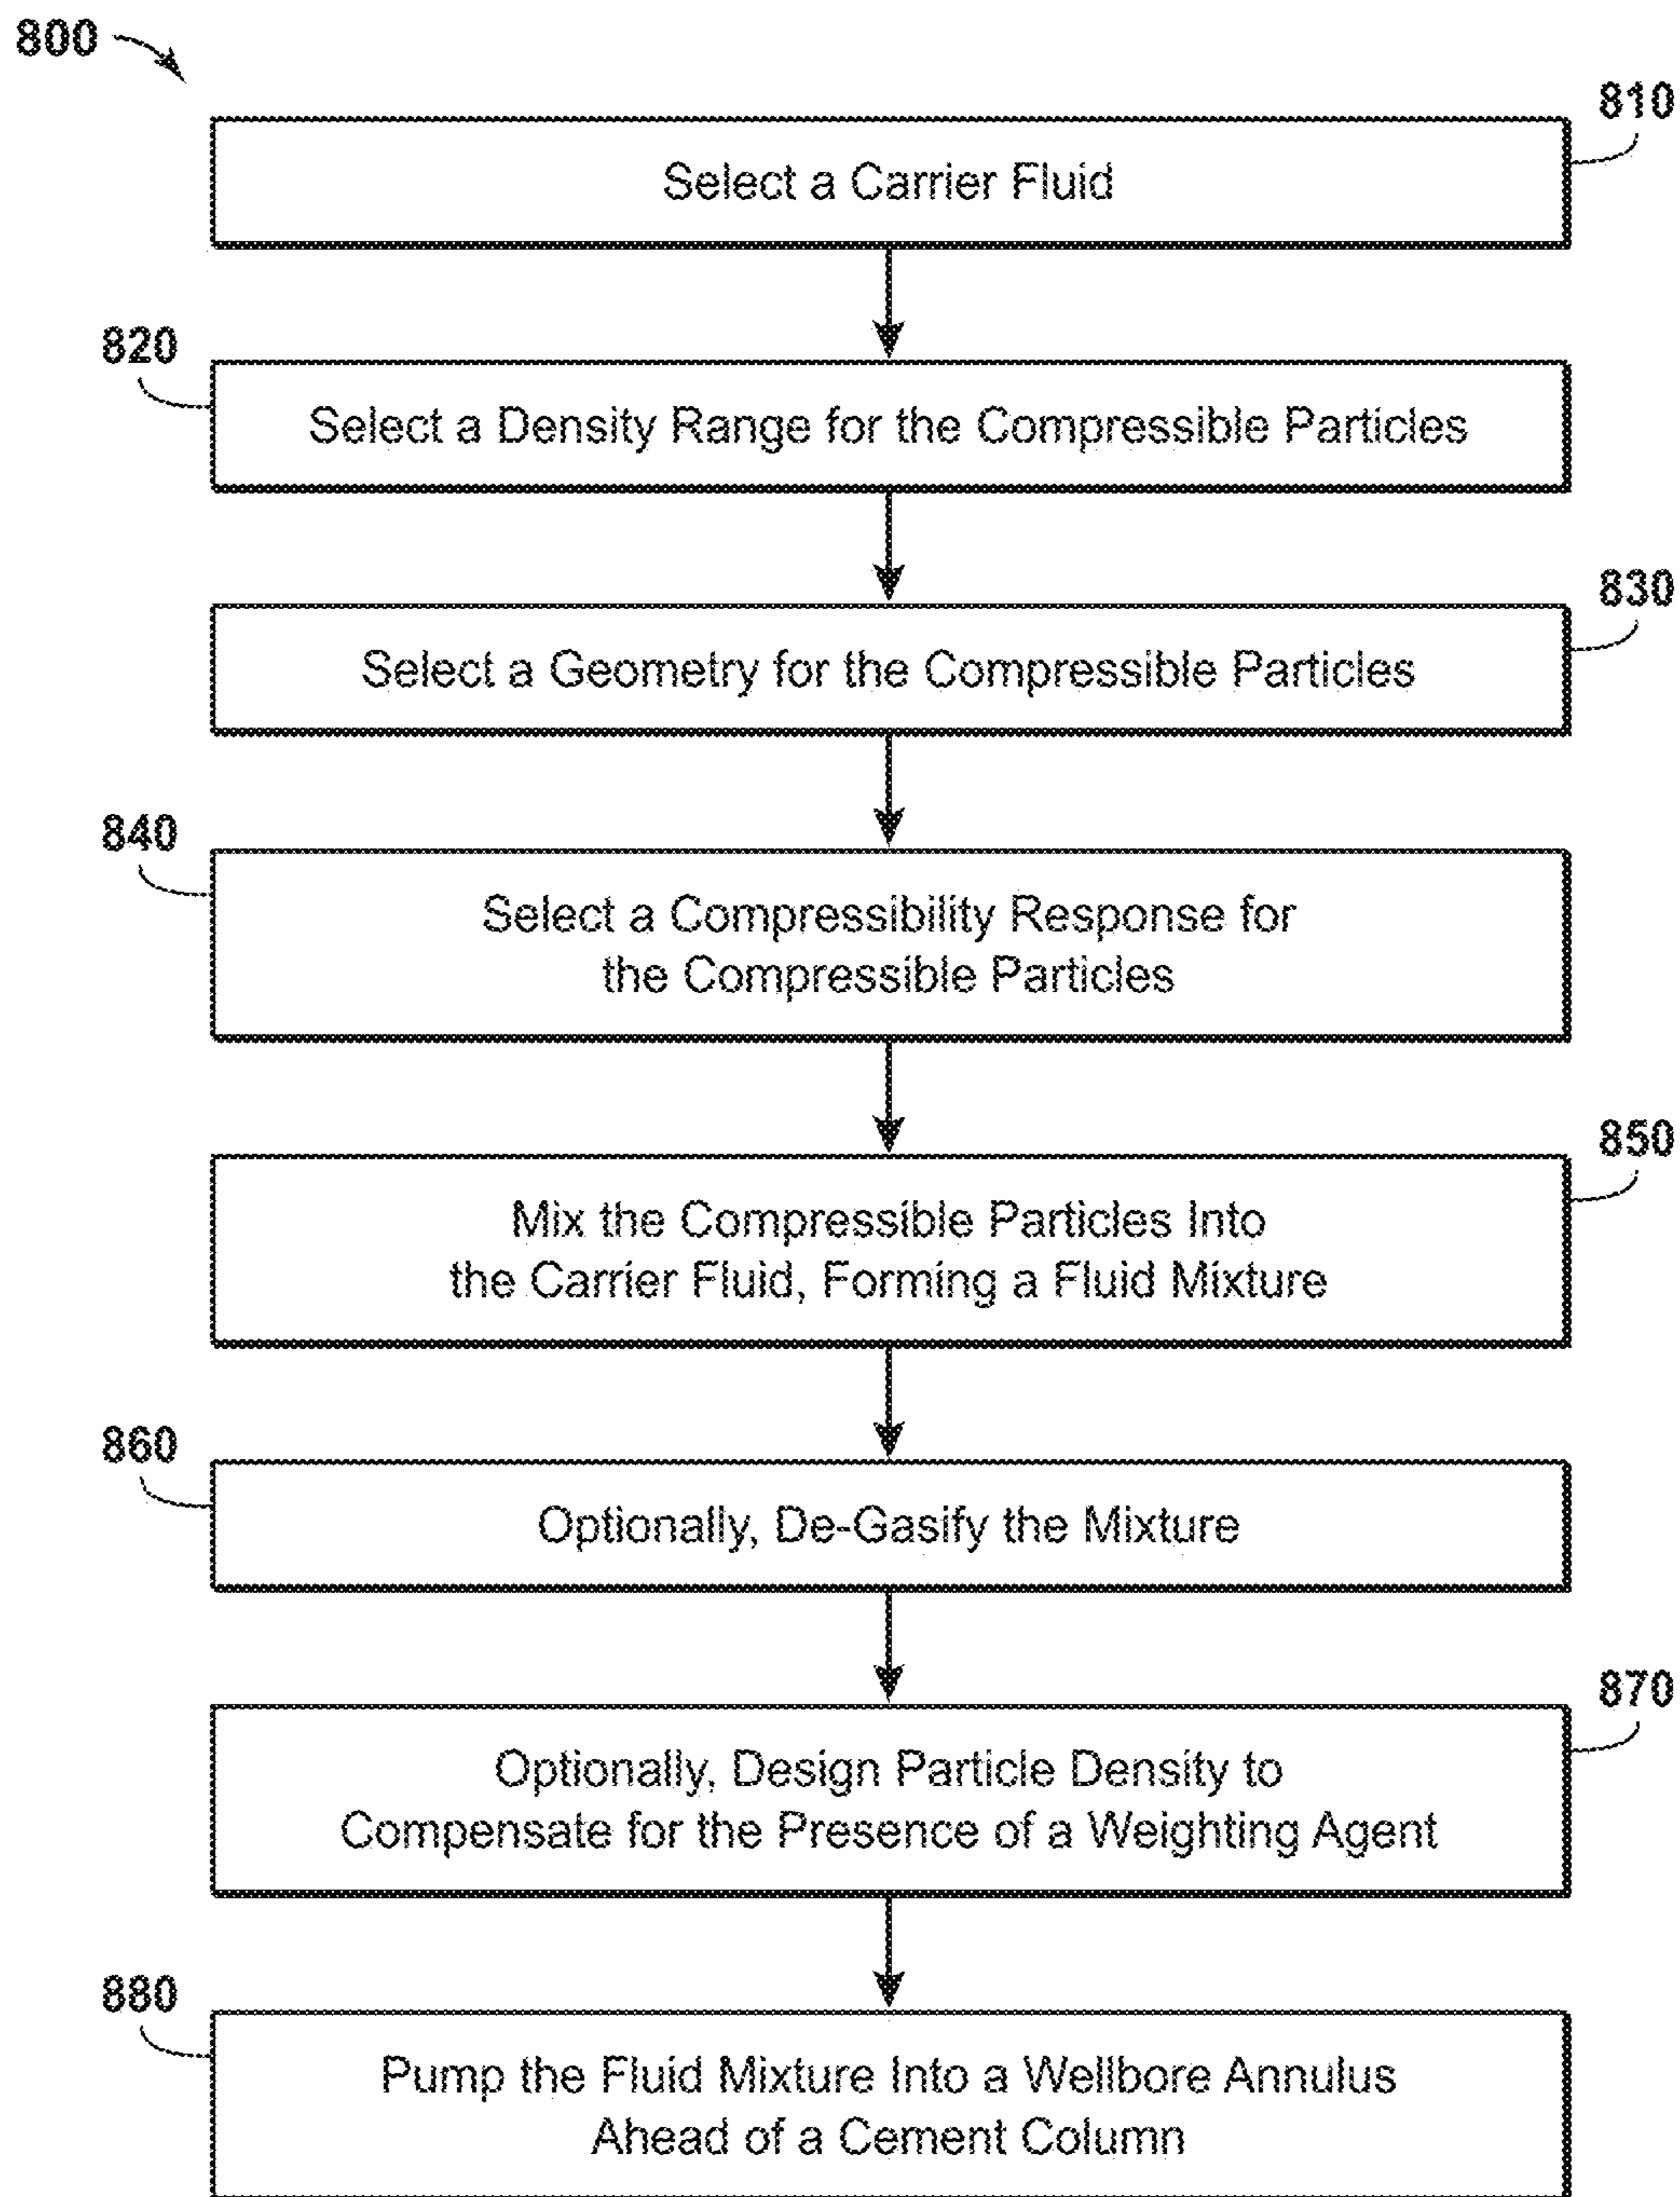 800
810
Select a Carrier Fluid
820
Select a Density Range for the Compressible Particles
830
Select a Geometry for the Compressible Particles
840
Select a Compressibility Response for
the Compressible Particles
850
Mix the Compressible Particles Into
the Carrier Fluid, Forming a Fluid Mixture
860
Optionally, De-Gasify the Mixture
870
Optionally, Design Particle Density to
Compensate for the Presence of a Weighting Agent
880
Pump the Fluid Mixture Into a Wellbore Annulus
Ahead of a Cement Column